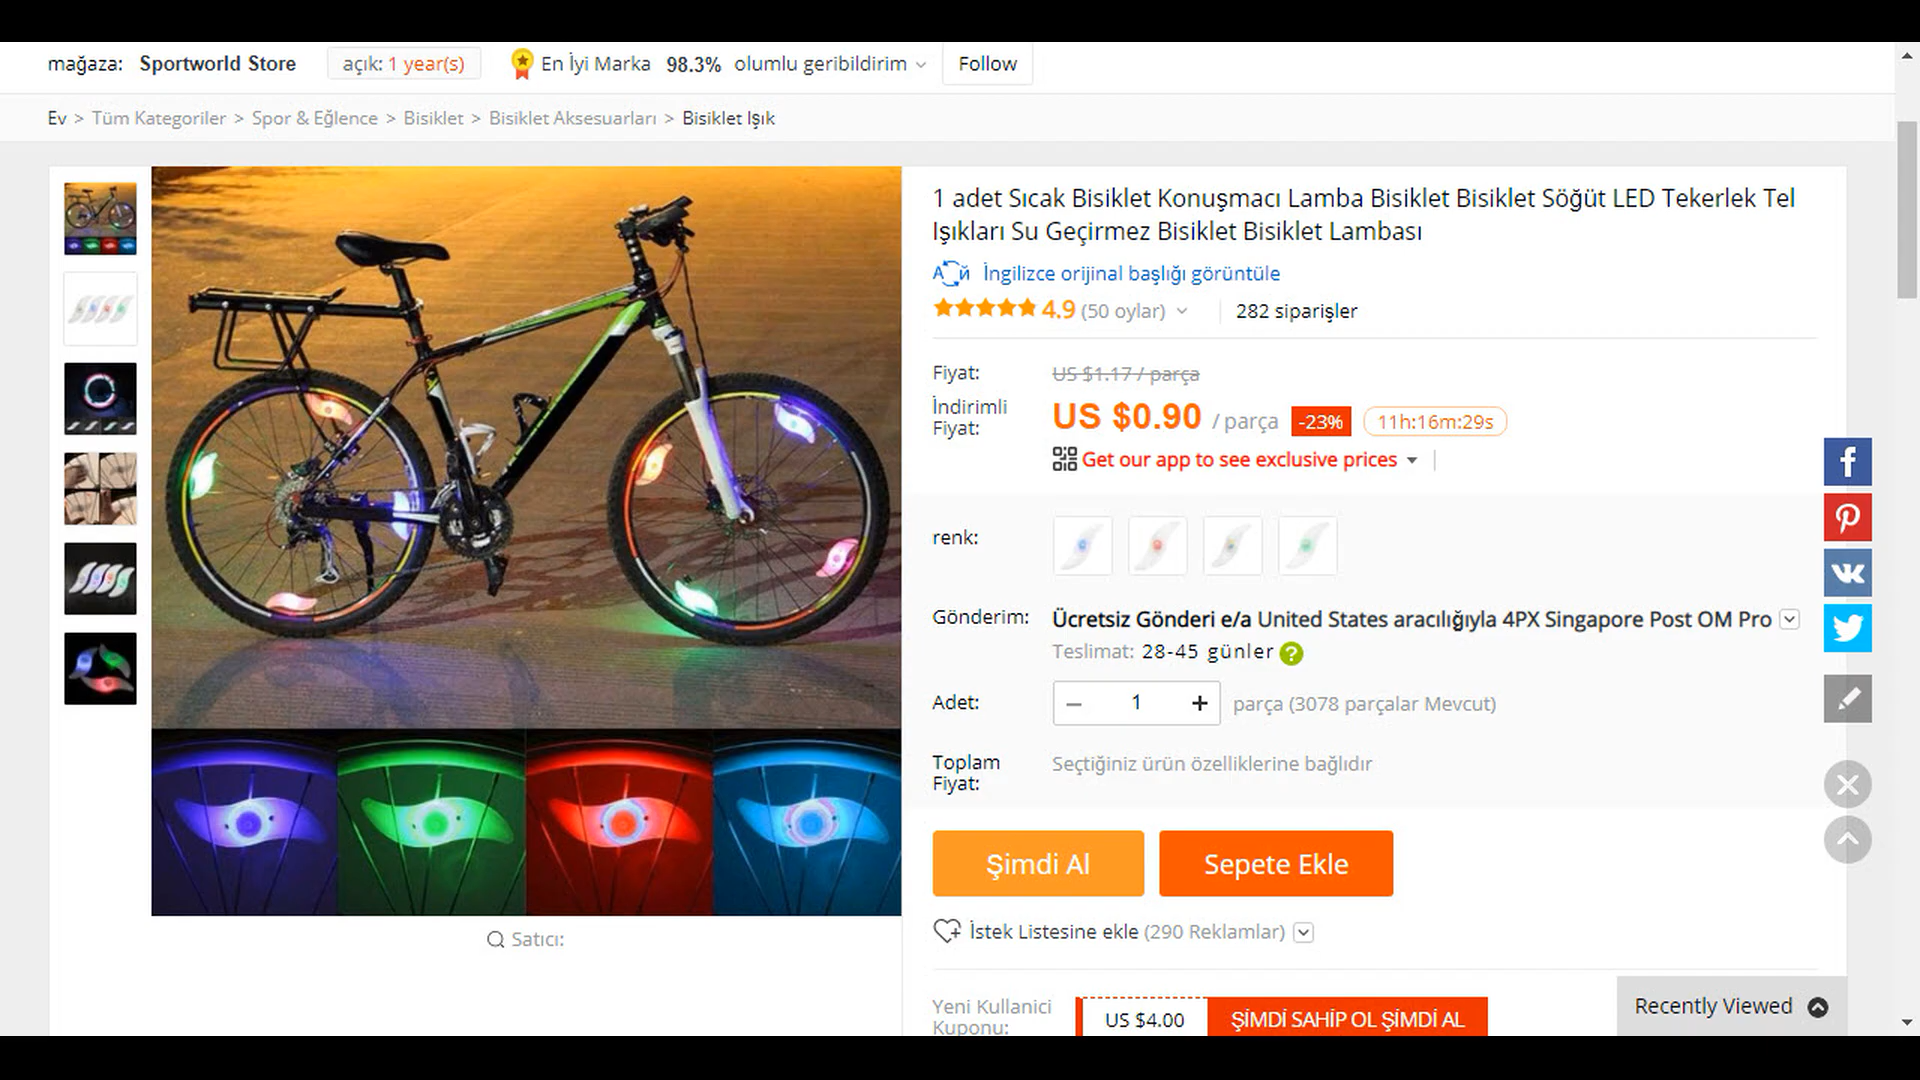 mağaza: Sportworld Store açık: 1 year(s) En İyi Marka 98.3% olumlu geribildirim Follow
Ev > Tüm Kategoriler > Spor & Eğlence > Bisiklet > Bisiklet Aksesuarları > Bisiklet Işık
1 adet Sıcak Bisiklet Konuşmacı Lamba Bisiklet Bisiklet Söğüt LED Tekerlek Tel
Işıkları Su Geçirmez Bisiklet Bisiklet Lambası
İngilizce orijinal başlığı görüntüle
4.9 (50 oylar) 282 siparişler
Fiyat: US $1.17 / parça
İndirimli Fiyat: US $0.90 / parça -23% 11h:16m:29s
Get our app to see exclusive prices
renk:
Gönderim: Ücretsiz Gönderi e/a United States aracılığıyla 4PX Singapore Post OM Pro
Teslimat: 28-45 günler ?
Adet: − 1 + parça (3078 parçalar Mevcut)
Toplam Fiyat: Seçtiğiniz ürün özelliklerine bağlıdır
Şimdi Al Sepete Ekle
İstek Listesine ekle (290 Reklamlar)
Satıcı:
Yeni Kullanici Kuponu: US $4.00 ŞİMDİ SAHİP OL ŞİMDİ AL
Recently Viewed